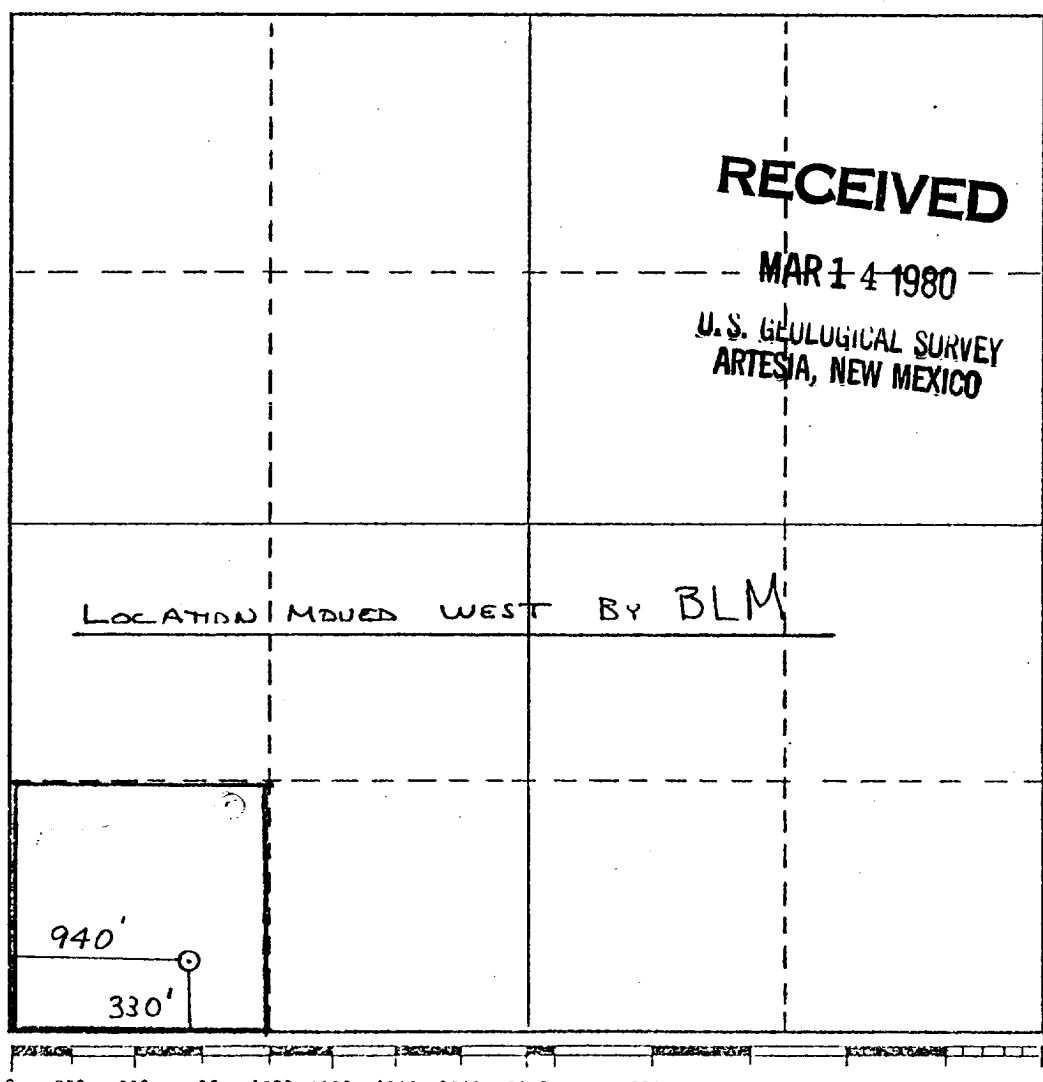 RECEIVED
MAR 14 1980
U.S. GEOLOGICAL SURVEY
ARTESIA, NEW MEXICO
LOCATION MOVED WEST BY BLM
940'
330'